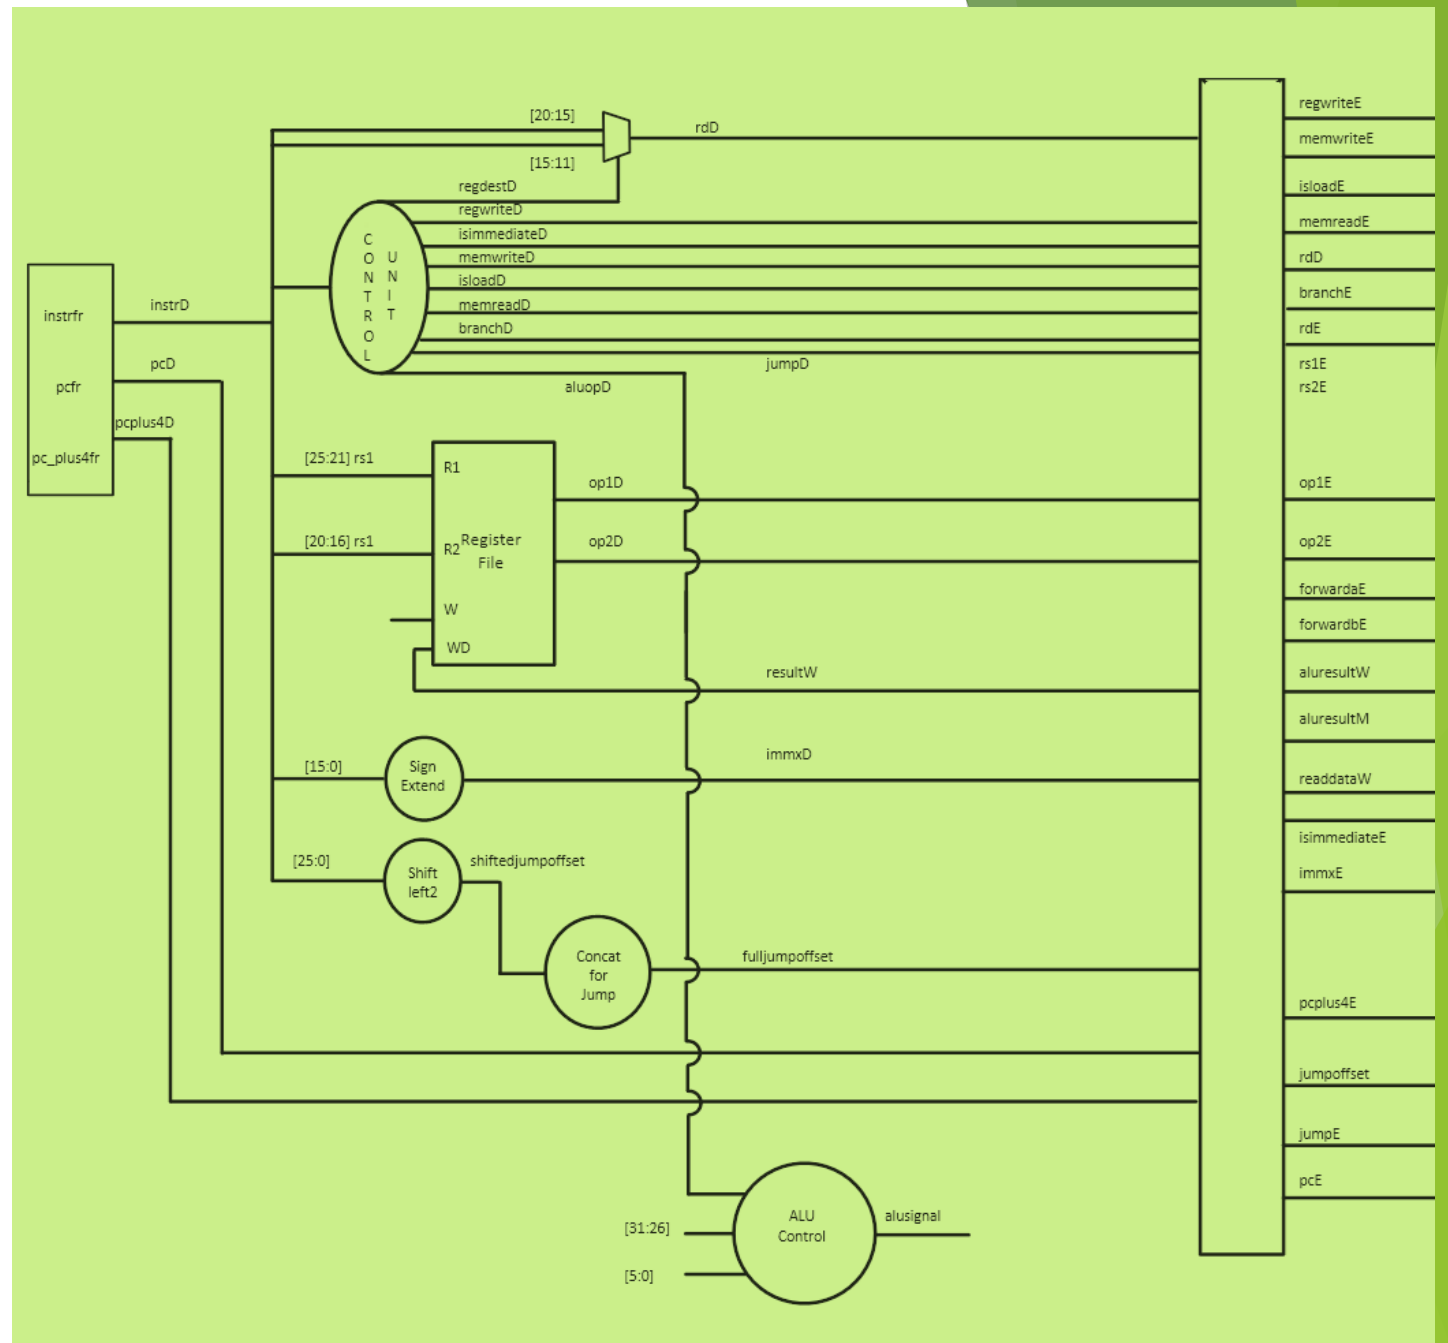 [20:15]
rdD
[15:11]
regdestD
regwriteD
isimmediateD
memwriteD
isloadD
memreadD
branchD
jumpD
aluopD
CONTROL
UNIT
instrfr
pcfr
pc_plus4fr
instrD
pcD
pcplus4D
[25:21] rs1
[20:16] rs1
R1
R2
Register
File
W
WD
op1D
op2D
resultW
[15:0]
Sign
Extend
immxD
[25:0]
Shift
left2
shiftedjumpoffset
Concat
for
Jump
fulljumpoffset
[31:26]
[5:0]
ALU
Control
alusignal
regwriteE
memwriteE
isloadE
memreadE
rdD
branchE
rdE
rs1E
rs2E
op1E
op2E
forwardaE
forwardbE
aluresultW
aluresultM
readdataW
isimmediateE
immxE
pcplus4E
jumpoffset
jumpE
pcE